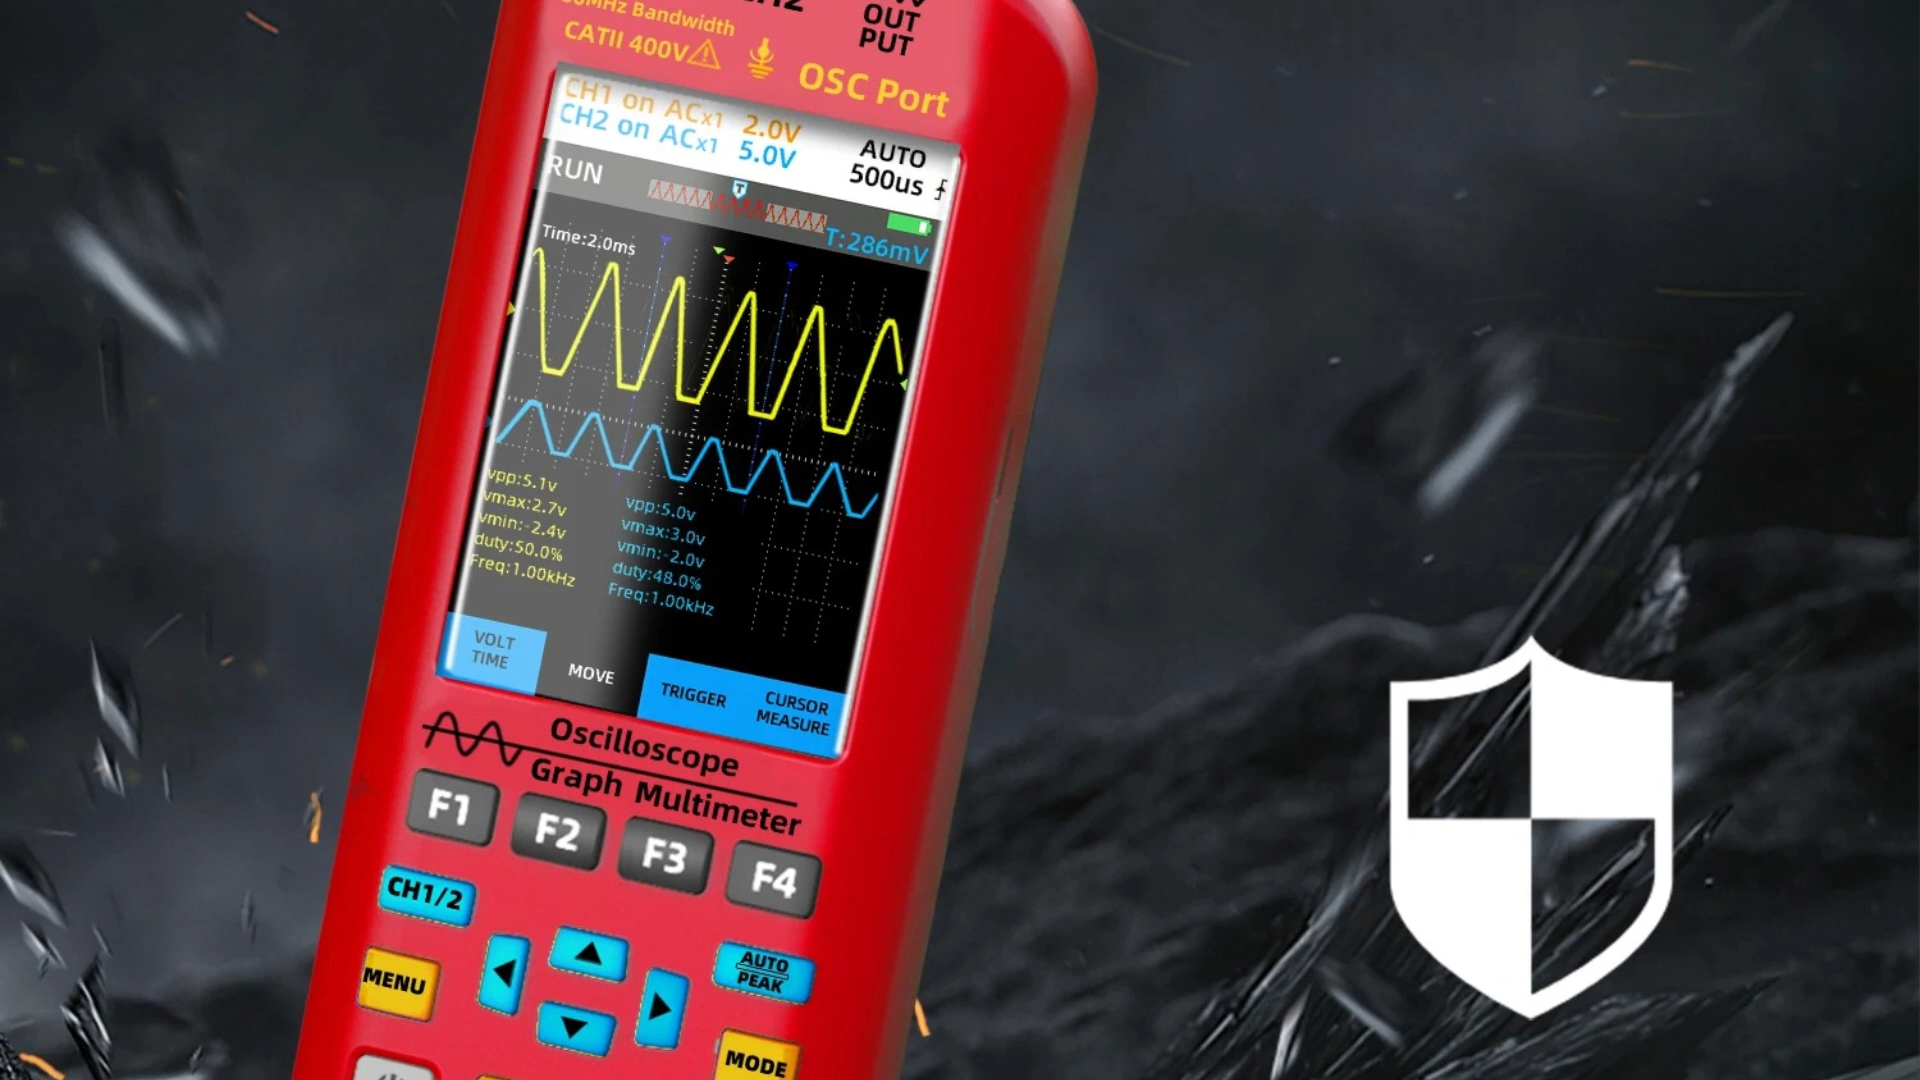 OUT
PUT
50MHz Bandwidth
CATII 400V
OSC Port
CH1 on ACx1 2.0V
CH2 on ACx1 5.0V
AUTO
500us
RUN
T
T:286mV
Time:2.0ms
vpp:5.1v
vmax:2.7v
vmin:-2.4v
duty:50.0%
Freq:1.00kHz
vpp:5.0v
vmax:3.0v
vmin:-2.0v
duty:48.0%
Freq:1.00kHz
VOLT
TIME
MOVE
TRIGGER
CURSOR
MEASURE
Oscilloscope
Graph Multimeter
F1
F2
F3
F4
CH1/2
MENU
AUTO
PEAK
MODE